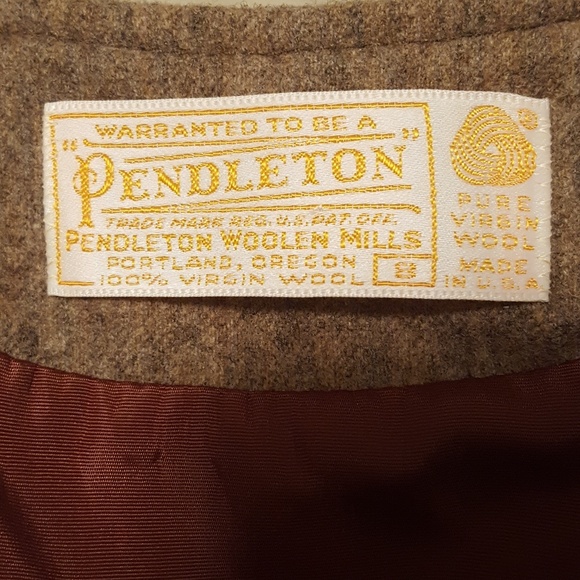 WARRANTED TO BE A
"PENDLETON"
TRADE MARK REG. U.S. PAT. OFF.
PENDLETON WOOLEN MILLS
PORTLAND, OREGON
100% VIRGIN WOOL
8
®
PURE
VIRGIN
WOOL
MADE
IN U.S.A